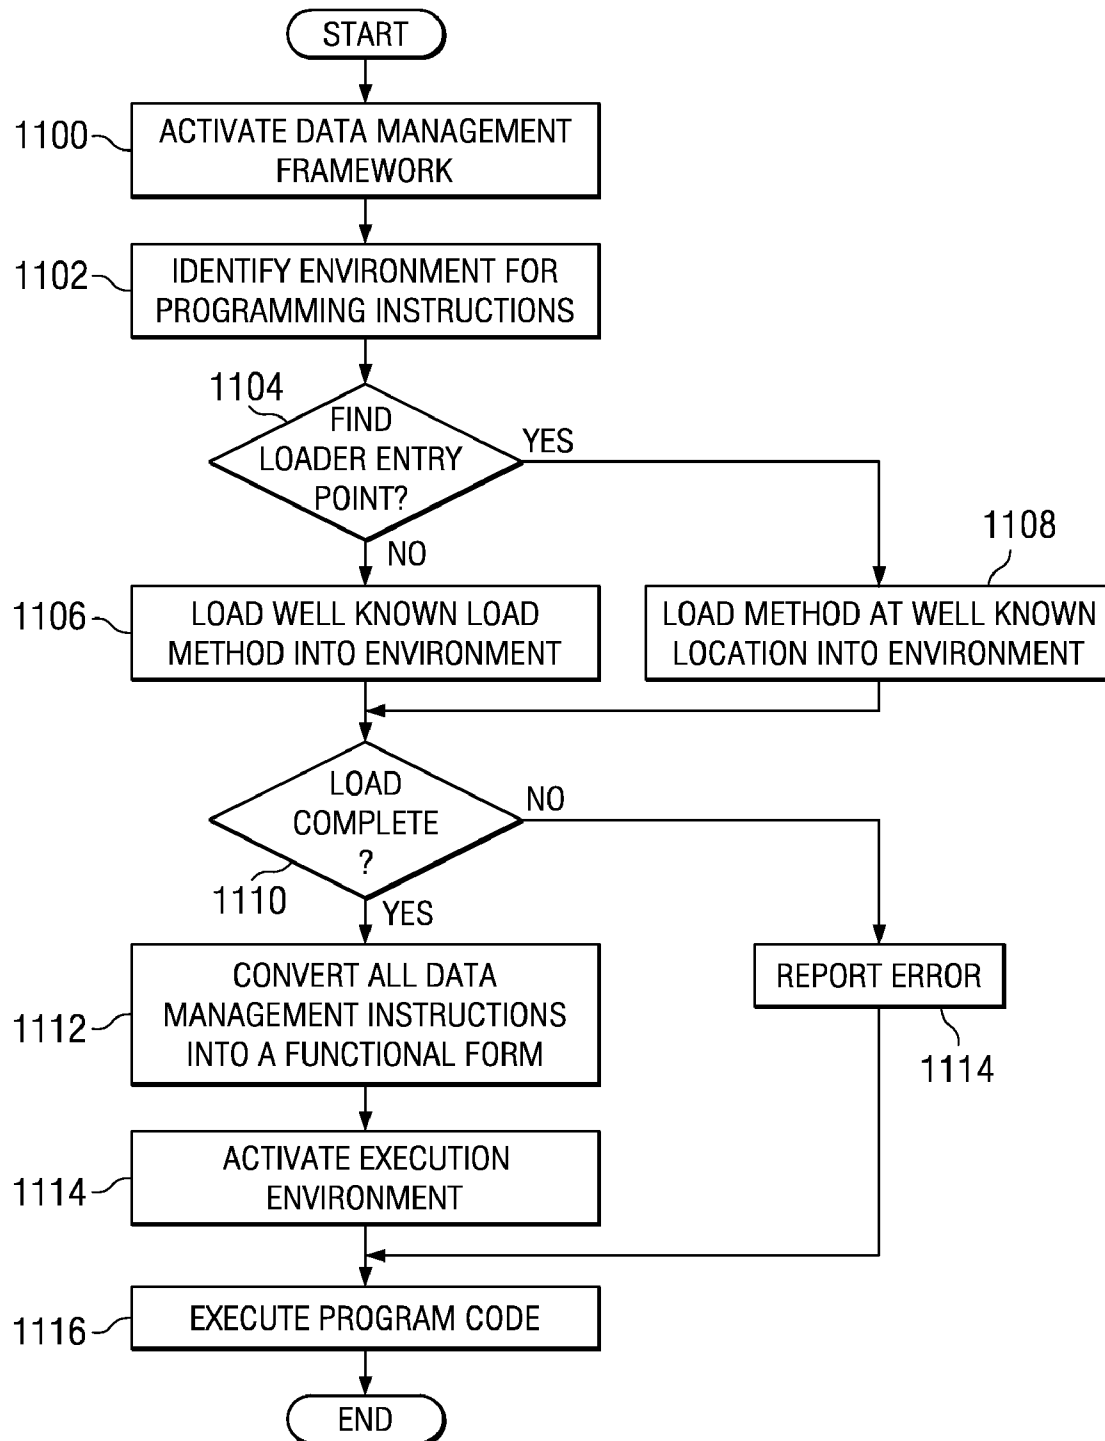 START
1100
ACTIVATE DATA MANAGEMENT
FRAMEWORK
1102
IDENTIFY ENVIRONMENT FOR
PROGRAMMING INSTRUCTIONS
1104
FIND
LOADER ENTRY
POINT?
YES
NO
1108
1106
LOAD WELL KNOWN LOAD
METHOD INTO ENVIRONMENT
LOAD METHOD AT WELL KNOWN
LOCATION INTO ENVIRONMENT
LOAD
COMPLETE
?
NO
1110
YES
1112
CONVERT ALL DATA
MANAGEMENT INSTRUCTIONS
INTO A FUNCTIONAL FORM
REPORT ERROR
1114
1114
ACTIVATE EXECUTION
ENVIRONMENT
1116
EXECUTE PROGRAM CODE
END